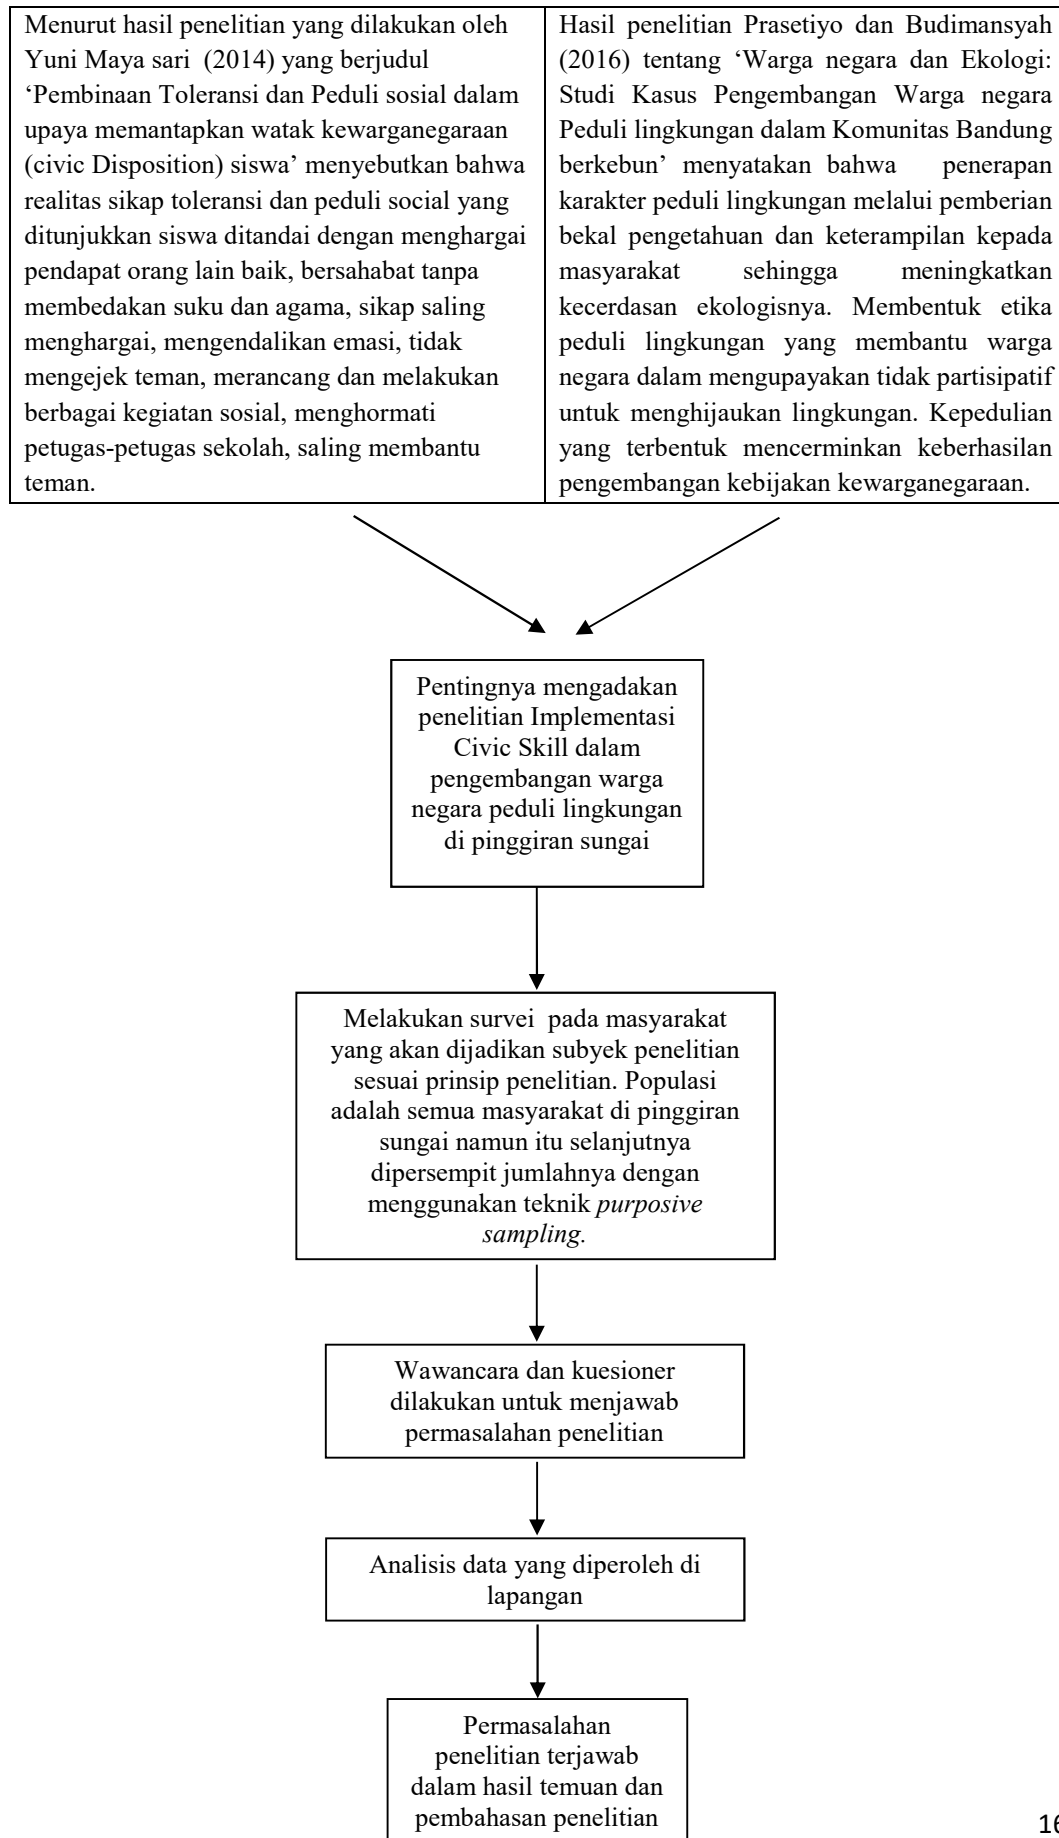 Menurut hasil penelitian yang dilakukan oleh
Yuni Maya sari (2014) yang berjudul
‘Pembinaan Toleransi dan Peduli sosial dalam
upaya memantapkan watak kewarganegaraan
(civic Disposition) siswa’ menyebutkan bahwa
realitas sikap toleransi dan peduli social yang
ditunjukkan siswa ditandai dengan menghargai
pendapat orang lain baik, bersahabat tanpa
membedakan suku dan agama, sikap saling
menghargai, mengendalikan emasi, tidak
mengejek teman, merancang dan melakukan
berbagai kegiatan sosial, menghormati
petugas-petugas sekolah, saling membantu
teman.
Hasil penelitian Prasetiyo dan Budimansyah
(2016) tentang ‘Warga negara dan Ekologi:
Studi Kasus Pengembangan Warga negara
Peduli lingkungan dalam Komunitas Bandung
berkebun’ menyatakan bahwa penerapan
karakter peduli lingkungan melalui pemberian
bekal pengetahuan dan keterampilan kepada
masyarakat sehingga meningkatkan
kecerdasan ekologisnya. Membentuk etika
peduli lingkungan yang membantu warga
negara dalam mengupayakan tidak partisipatif
untuk menghijaukan lingkungan. Kepedulian
yang terbentuk mencerminkan keberhasilan
pengembangan kebijakan kewarganegaraan.
Pentingnya mengadakan
penelitian Implementasi
Civic Skill dalam
pengembangan warga
negara peduli lingkungan
di pinggiran sungai
Melakukan survei pada masyarakat
yang akan dijadikan subyek penelitian
sesuai prinsip penelitian. Populasi
adalah semua masyarakat di pinggiran
sungai namun itu selanjutnya
dipersempit jumlahnya dengan
menggunakan teknik purposive
sampling.
Wawancara dan kuesioner
dilakukan untuk menjawab
permasalahan penelitian
Analisis data yang diperoleh di
lapangan
Permasalahan
penelitian terjawab
dalam hasil temuan dan
pembahasan penelitian
16